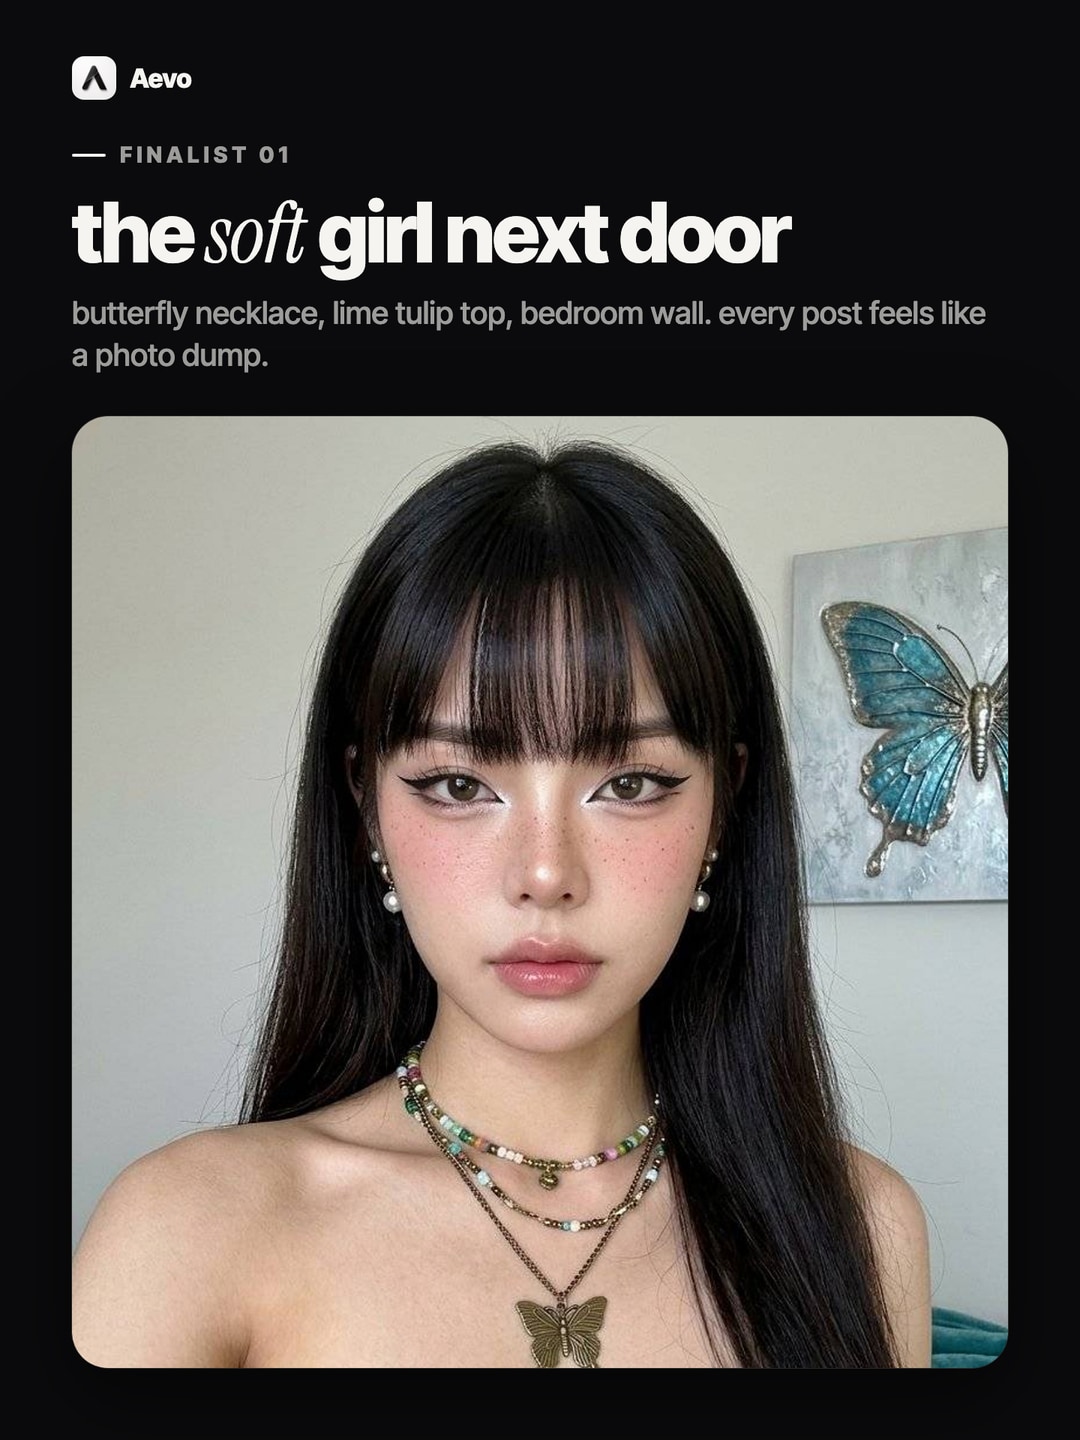 Aevo
FINALIST 01
the soft girl next door
butterfly necklace, lime tulip top, bedroom wall. every post feels like
a photo dump.